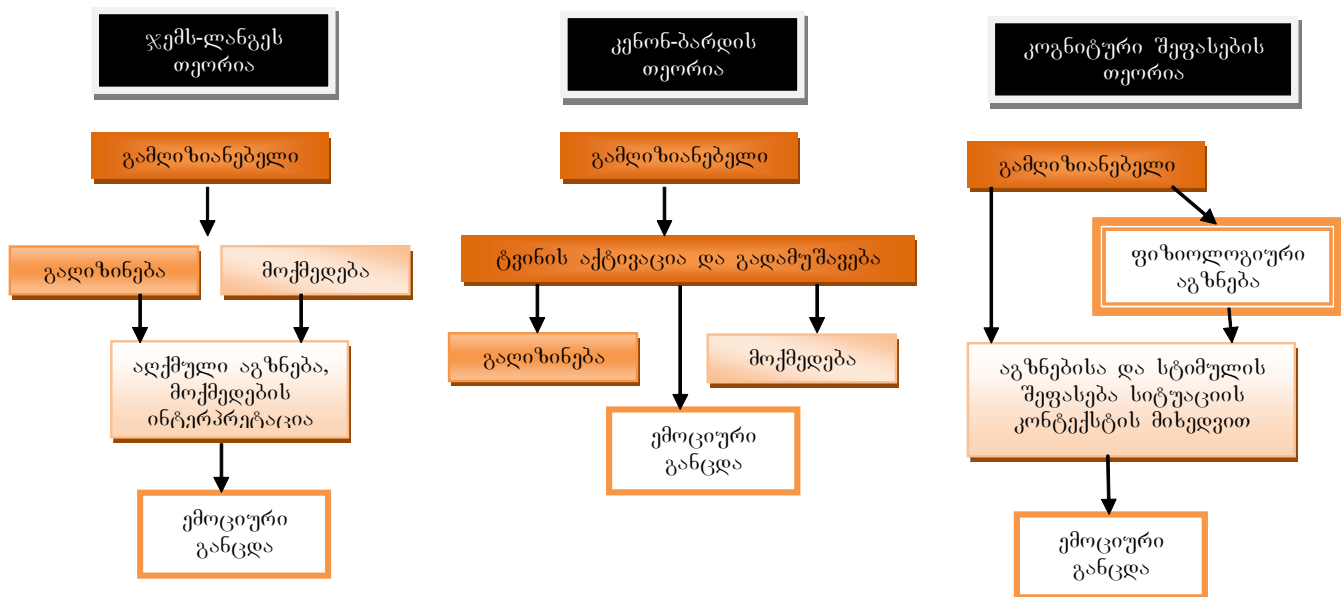 ჯემს-ლანგეს
თეორია
გამღიზიანებელი
გაღიზინება
მოქმედება
აღქმული აგზნება,
მოქმედების
ინტერპრეტაცია
ემოციური
განცდა
კენონ-ბარდის
თეორია
გამღიზიანებელი
ტვინის აქტივაცია და გადამუშავება
გაღიზინება
მოქმედება
ემოციური
განცდა
კოგნიტური შეფასების
თეორია
გამღიზიანებელი
ფიზიოლოგიური
აგზნება
აგზნებისა და სტიმულის
შეფასება სიტუაციის
კონტექსტის მიხედვით
ემოციური
განცდა